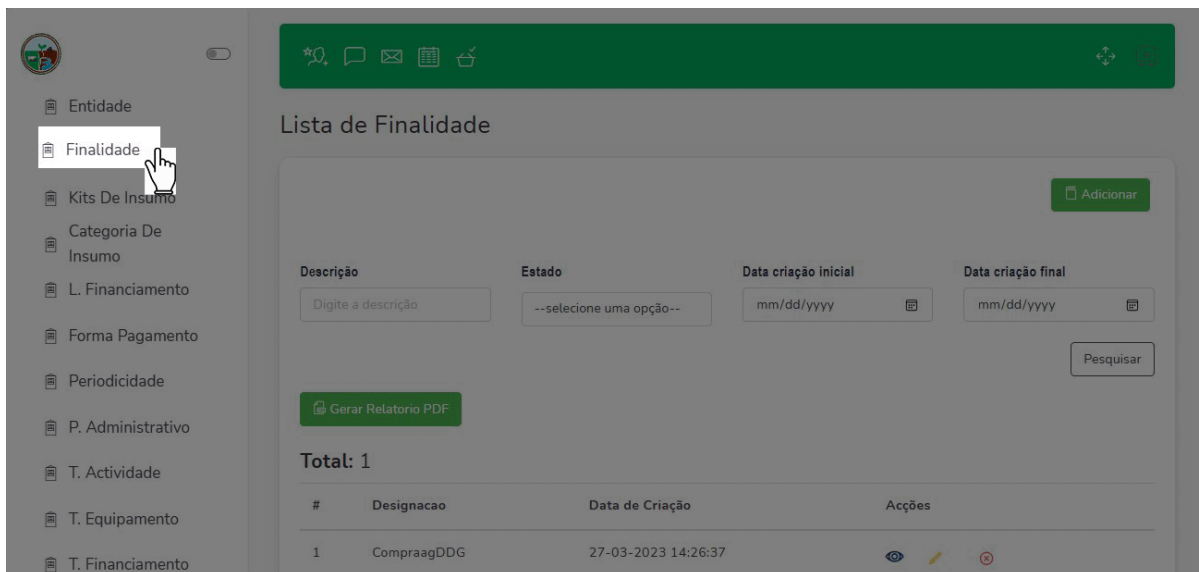 Entidade
Finalidade
Kits De Insumo
Categoria De
Insumo
L. Financiamento
Forma Pagamento
Periodicidade
P. Administrativo
T. Actividade
T. Equipamento
T. Financiamento
Lista de Finalidade
Adicionar
Descrição Estado Data criação inicial Data criação final
Digite a descrição --selecione uma opção-- mm/dd/yyyy mm/dd/yyyy
Pesquisar
Gerar Relatorio PDF
Total: 1
# Designacao Data de Criação Acções
1 CompraagDDG 27-03-2023 14:26:37